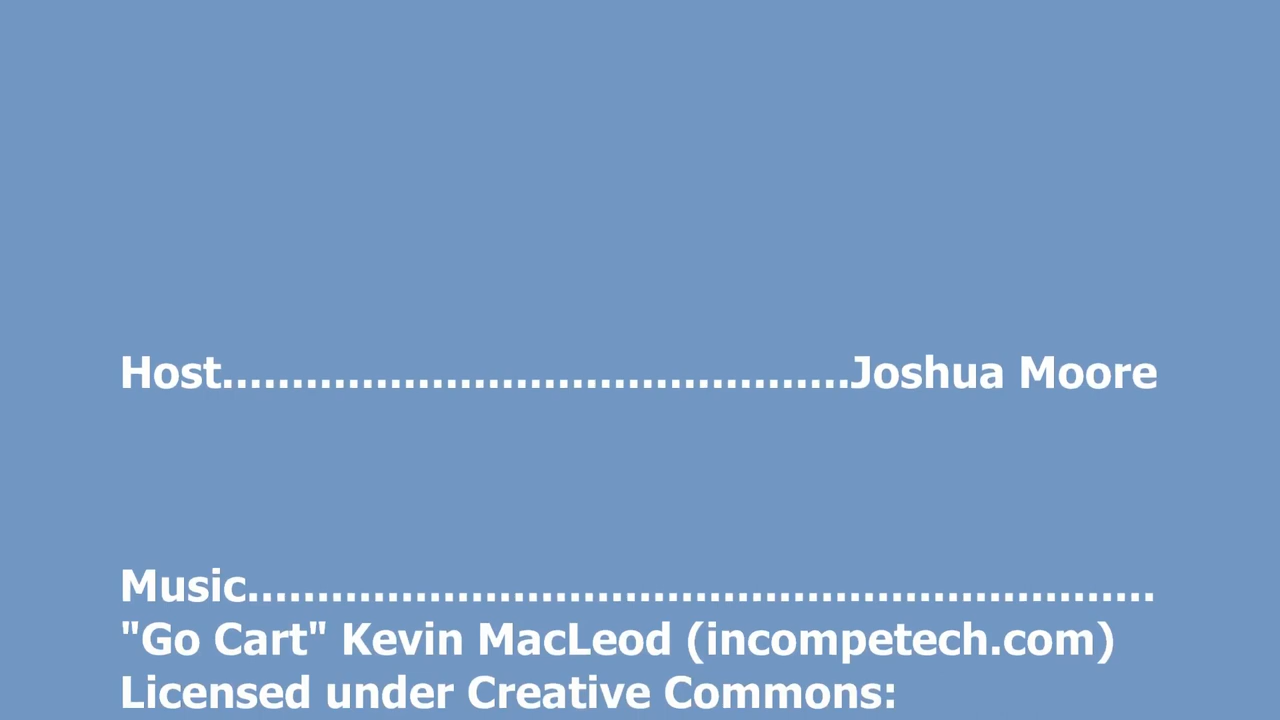 Host.............................................Joshua Moore
Music.................................................................
"Go Cart" Kevin MacLeod (incompetech.com)
Licensed under Creative Commons: